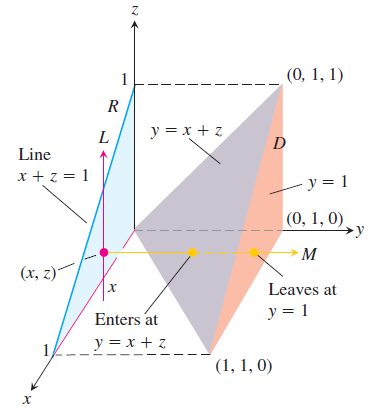 z
1
(0, 1, 1)
R
L
y = x + z
D
Line
x + z = 1
y = 1
(0, 1, 0)
y
M
(x, z)
x
Leaves at
y = 1
Enters at
y = x + z
1
(1, 1, 0)
x